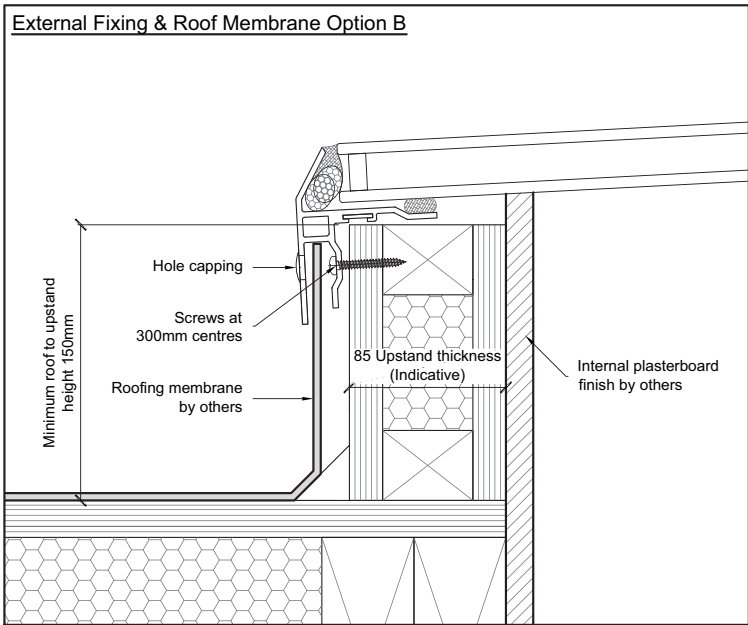 External Fixing & Roof Membrane Option B
Hole capping
Screws at
300mm centres
Minimum roof to upstand
height 150mm
Roofing membrane
by others
85 Upstand thickness
(Indicative)
Internal plasterboard
finish by others